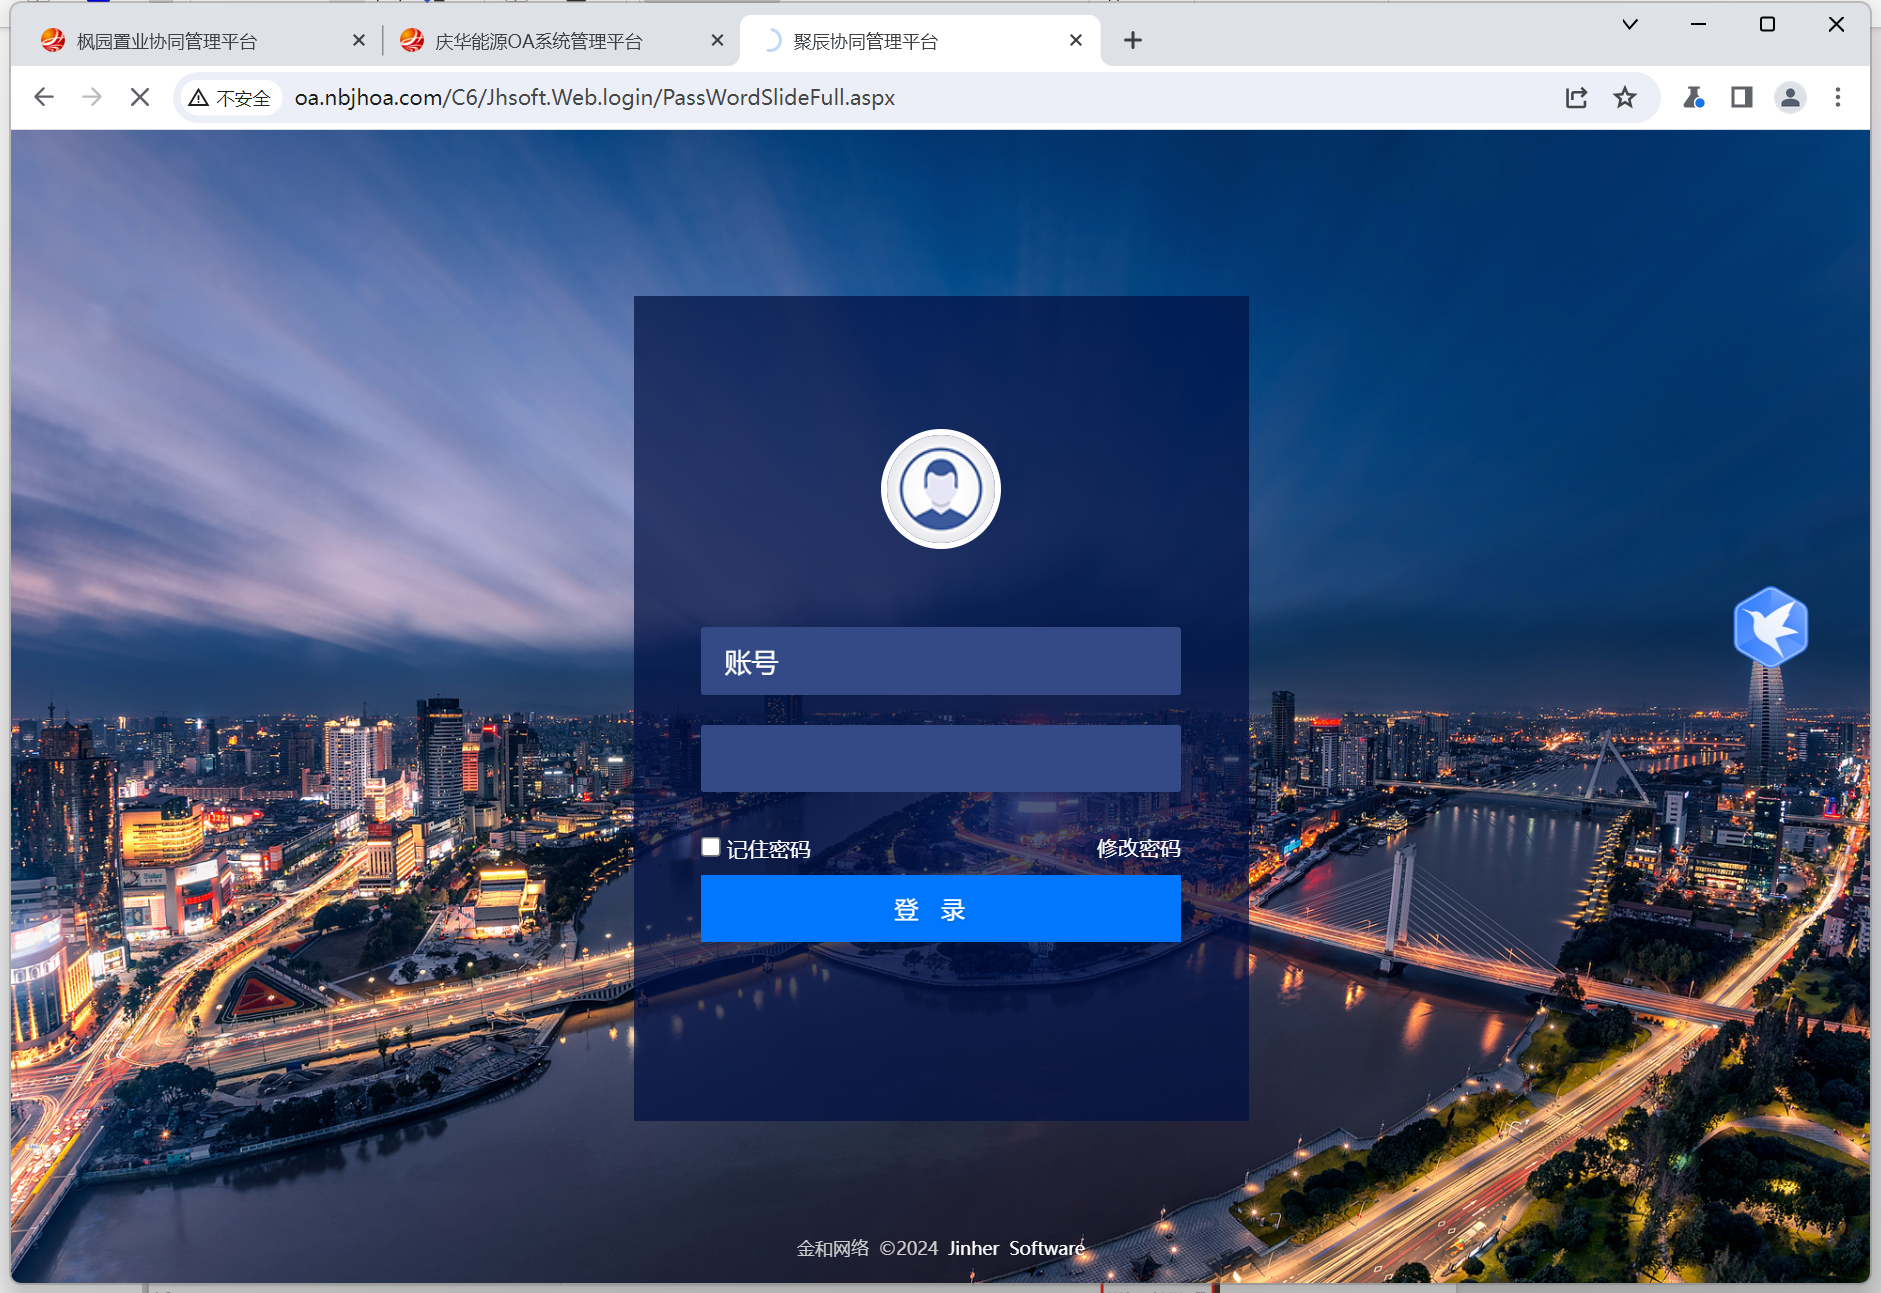 枫园置业协同管理平台
庆华能源OA系统管理平台
聚辰协同管理平台
不安全
oa.nbjhoa.com/C6/Jhsoft.Web.login/PassWordSlideFull.aspx
账号
记住密码
修改密码
登 录
金和网络 ©2024 Jinher Software